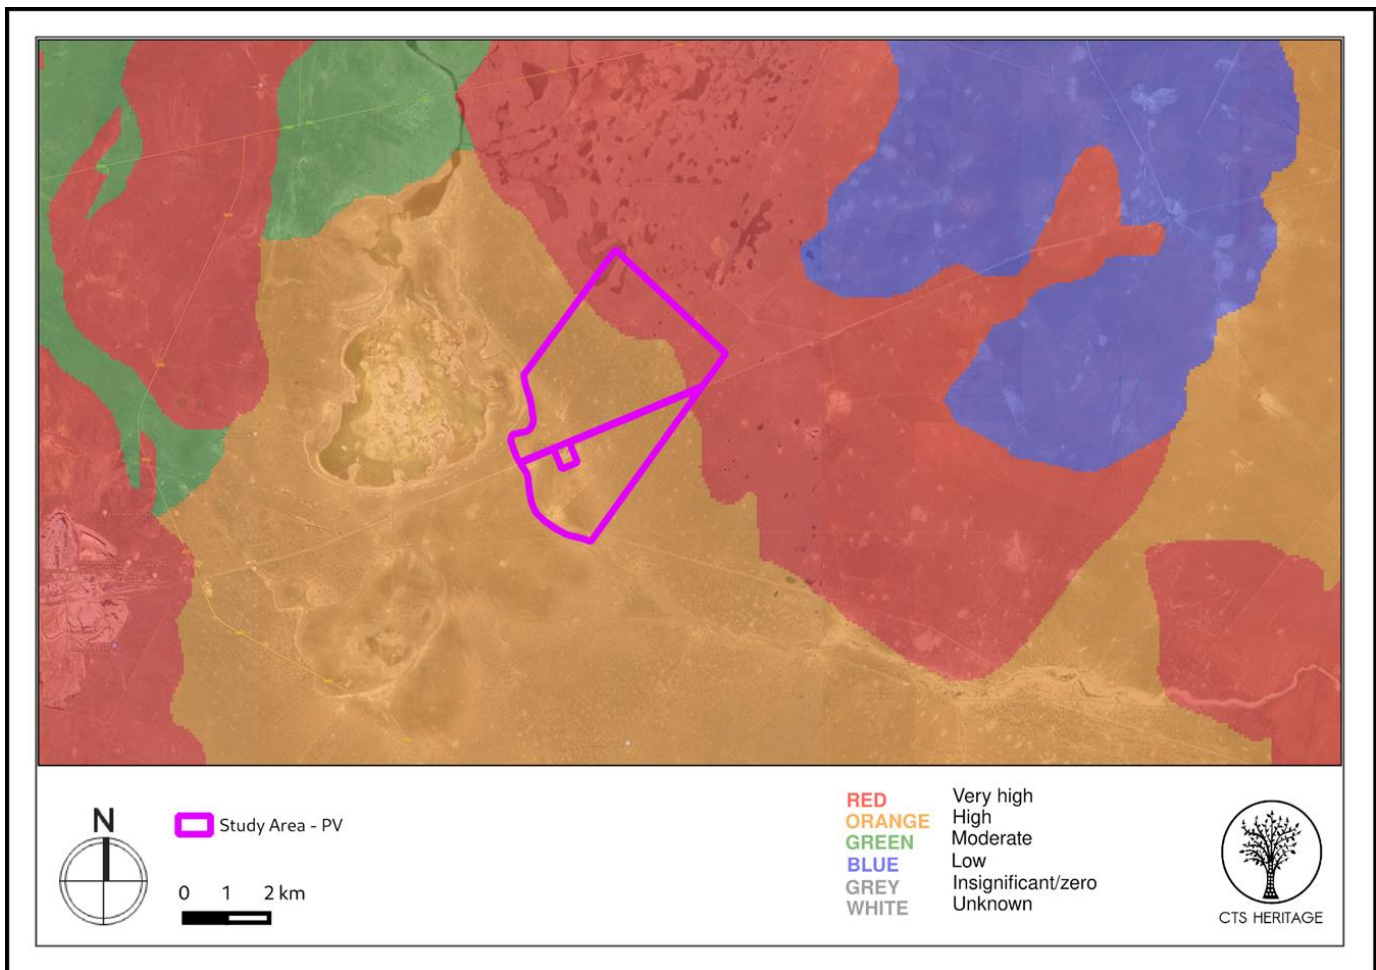 N
Study Area - PV
0 1 2 km
RED Very high
ORANGE High
GREEN Moderate
BLUE Low
GREY Insignificant/zero
WHITE Unknown
CTS HERITAGE